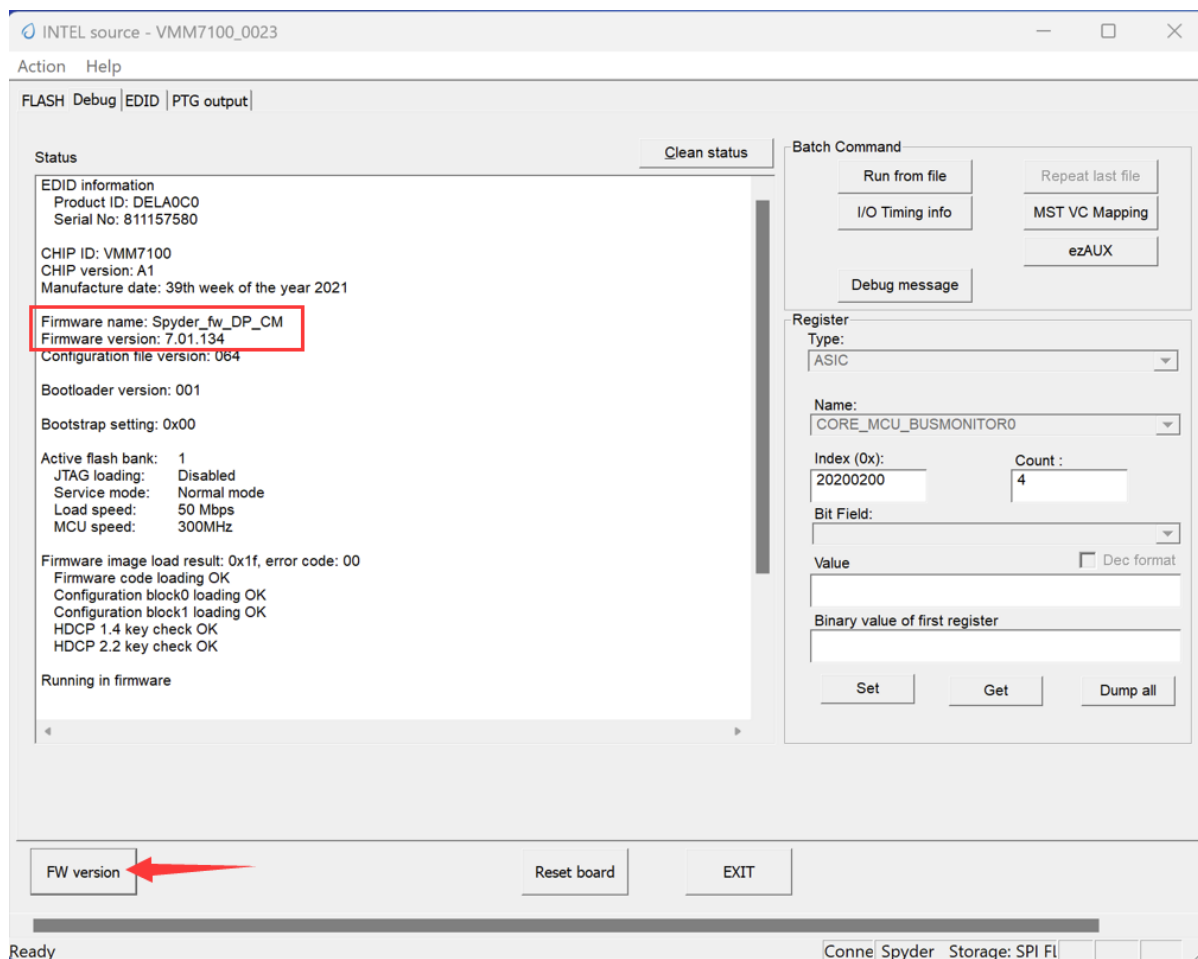 INTEL source - VMM7100_0023
Action Help
FLASH Debug EDID PTG output
Status
Clean status
EDID information
Product ID: DELA0C0
Serial No: 811157580
CHIP ID: VMM7100
CHIP version: A1
Manufacture date: 39th week of the year 2021
Firmware name: Spyder_fw_DP_CM
Firmware version: 7.01.134
Configuration file version: 064
Bootloader version: 001
Bootstrap setting: 0x00
Active flash bank: 1
JTAG loading: Disabled
Service mode: Normal mode
Load speed: 50 Mbps
MCU speed: 300MHz
Firmware image load result: 0x1f, error code: 00
Firmware code loading OK
Configuration block0 loading OK
Configuration block1 loading OK
HDCP 1.4 key check OK
HDCP 2.2 key check OK
Running in firmware
Batch Command
Run from file Repeat last file
I/O Timing info MST VC Mapping
ezAUX
Debug message
Register
Type:
ASIC
Name:
CORE_MCU_BUSMONITOR0
Index (0x): Count :
20200200 4
Bit Field:
Value Dec format
Binary value of first register
Set Get Dump all
FW version Reset board EXIT
Ready Conne Spyder Storage: SPI Fl